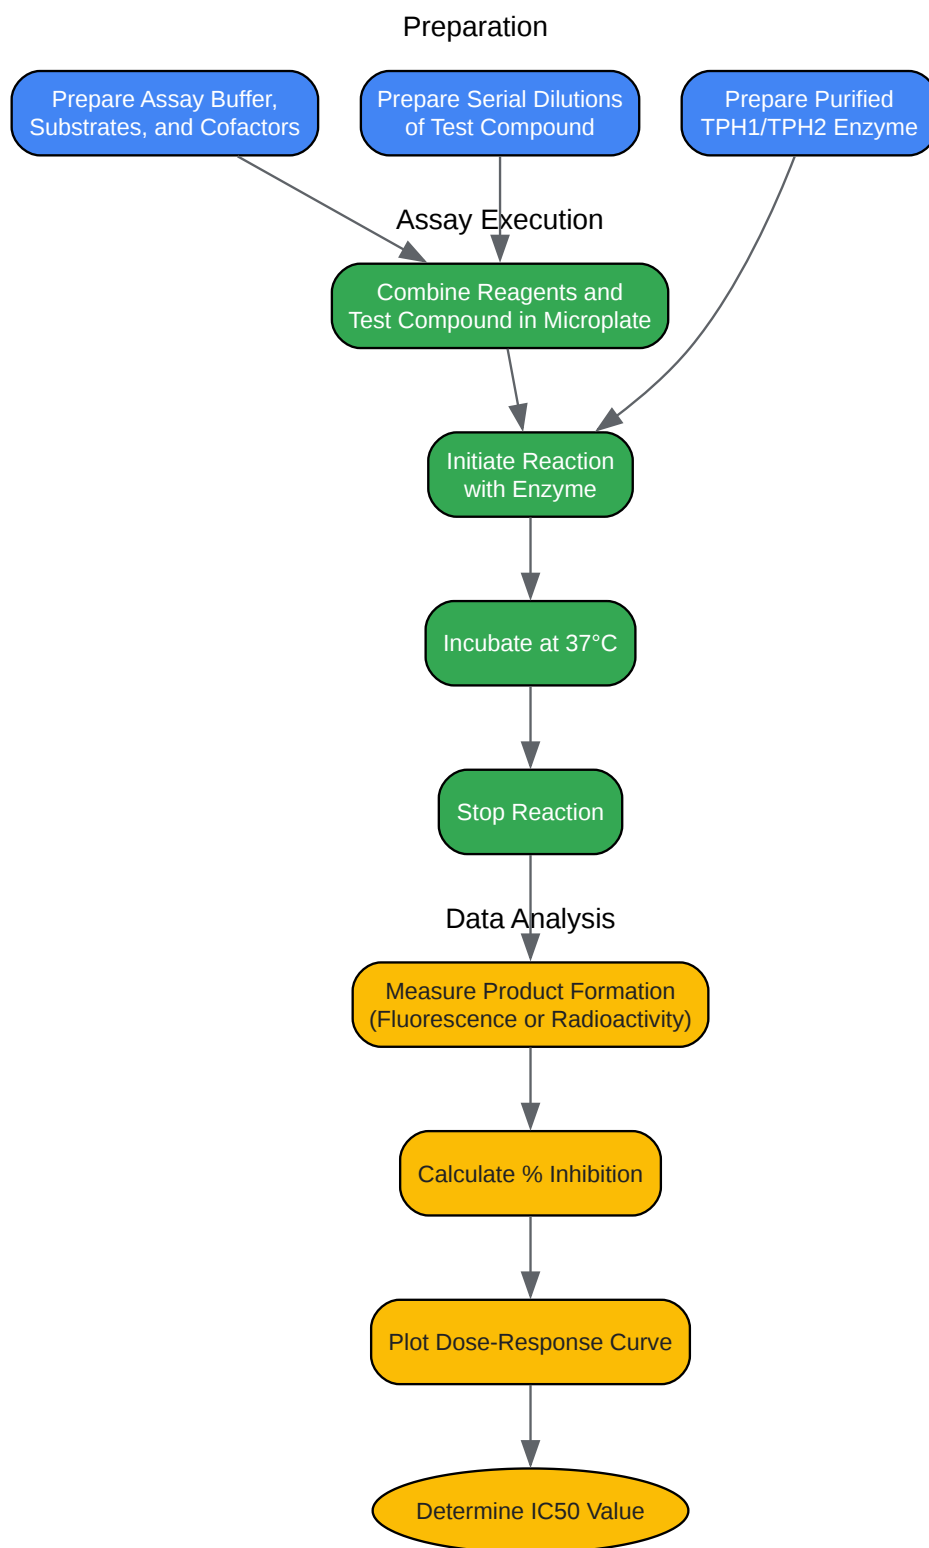 Preparation
Prepare Assay Buffer,
Substrates, and Cofactors
Prepare Serial Dilutions
of Test Compound
Prepare Purified
TPH1/TPH2 Enzyme
Assay Execution
Combine Reagents and
Test Compound in Microplate
Initiate Reaction
with Enzyme
Incubate at 37°C
Stop Reaction
Data Analysis
Measure Product Formation
(Fluorescence or Radioactivity)
Calculate % Inhibition
Plot Dose-Response Curve
Determine IC50 Value